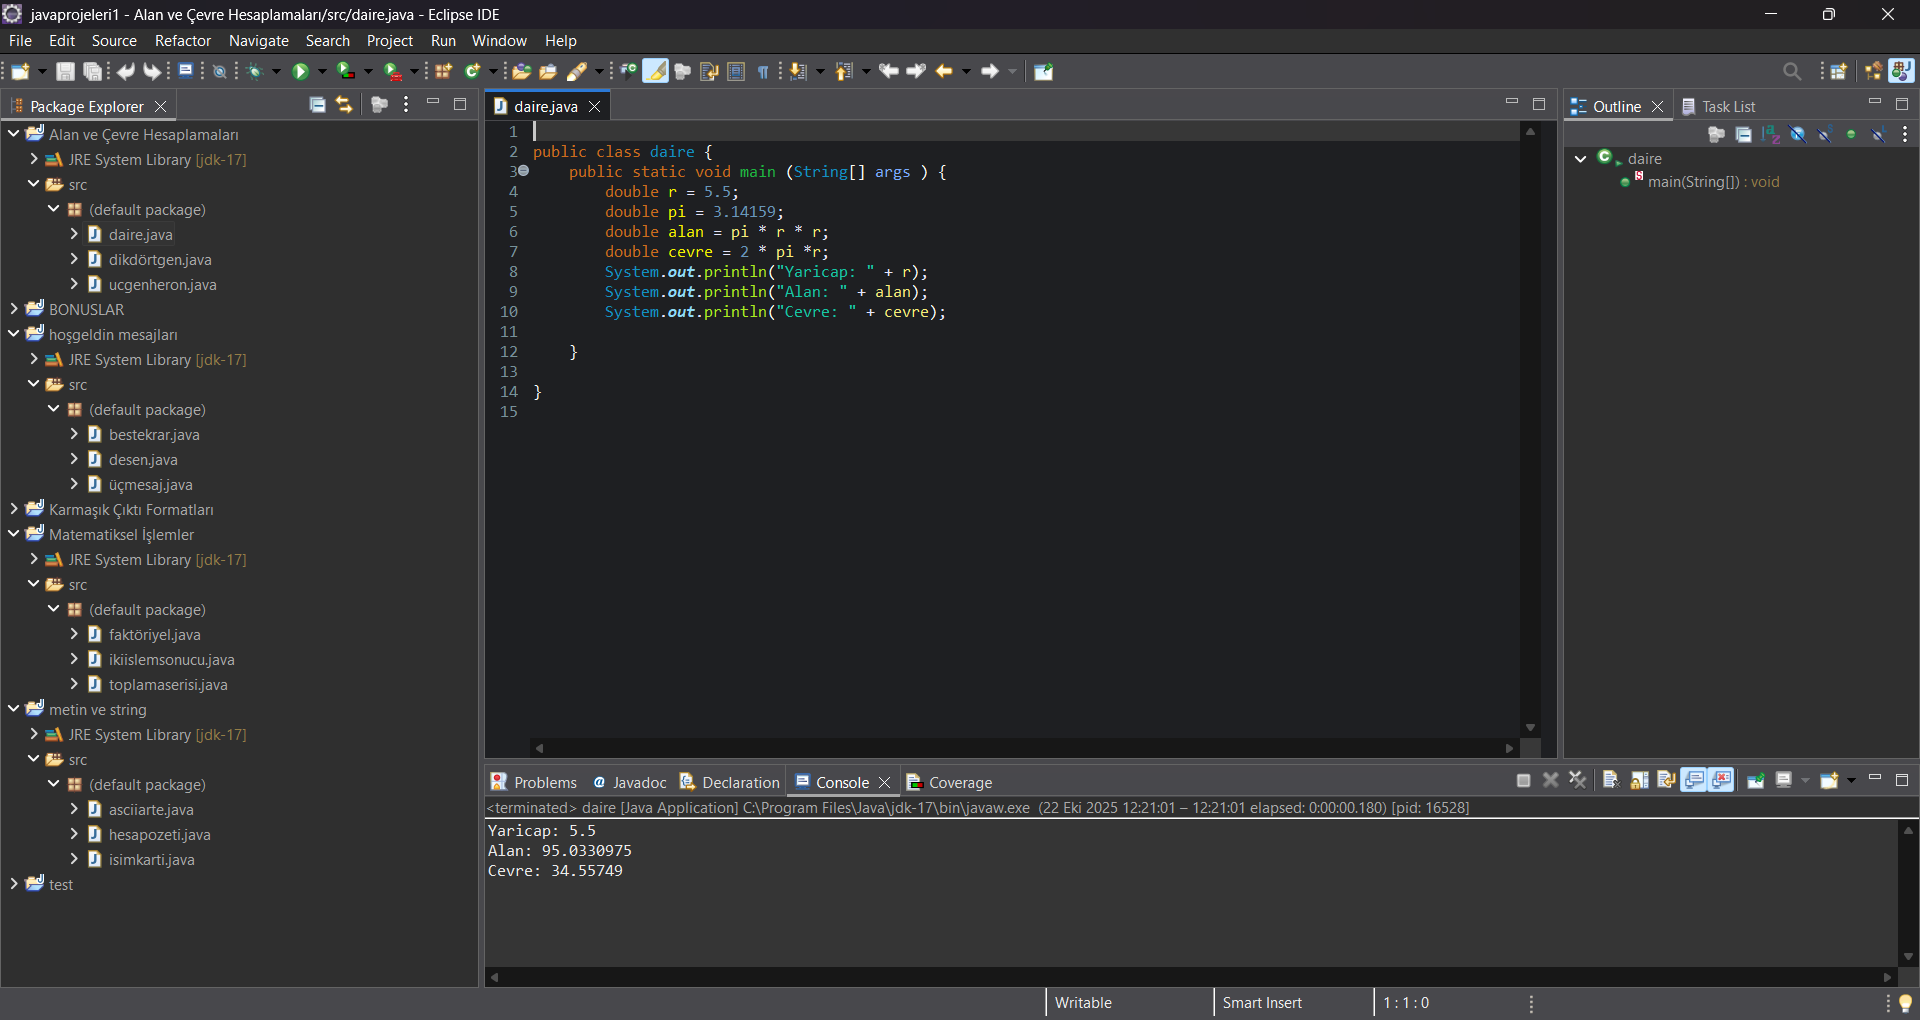 javaprojeleri1 - Alan ve Çevre Hesaplamaları/src/daire.java - Eclipse IDE
File Edit Source Refactor Navigate Search Project Run Window Help
Package Explorer
Alan ve Çevre Hesaplamaları
JRE System Library [jdk-17]
src
(default package)
daire.java
dikdörtgen.java
ucgenheron.java
BONUSLAR
hoşgeldin mesajları
JRE System Library [jdk-17]
src
(default package)
bestekrar.java
desen.java
üçmesaj.java
Karmaşık Çıktı Formatları
Matematiksel İşlemler
JRE System Library [jdk-17]
src
(default package)
faktöriyel.java
ikiislemsonucu.java
toplamaserisi.java
metin ve string
JRE System Library [jdk-17]
src
(default package)
asciiarte.java
hesapozeti.java
isimkarti.java
test
daire.java
1
2 public class daire {
3 public static void main (String[] args ) {
4 double r = 5.5;
5 double pi = 3.14159;
6 double alan = pi * r * r;
7 double cevre = 2 * pi *r;
8 System.out.println("Yaricap: " + r);
9 System.out.println("Alan: " + alan);
10 System.out.println("Cevre: " + cevre);
11
12 }
13
14 }
15
Outline Task List
daire
main(String[]) : void
Problems Javadoc Declaration Console Coverage
<terminated> daire [Java Application] C:\Program Files\Java\jdk-17\bin\javaw.exe (22 Eki 2025 12:21:01 – 12:21:01 elapsed: 0:00:00.180) [pid: 16528]
Yaricap: 5.5
Alan: 95.0330975
Cevre: 34.55749
Writable Smart Insert 1 : 1 : 0